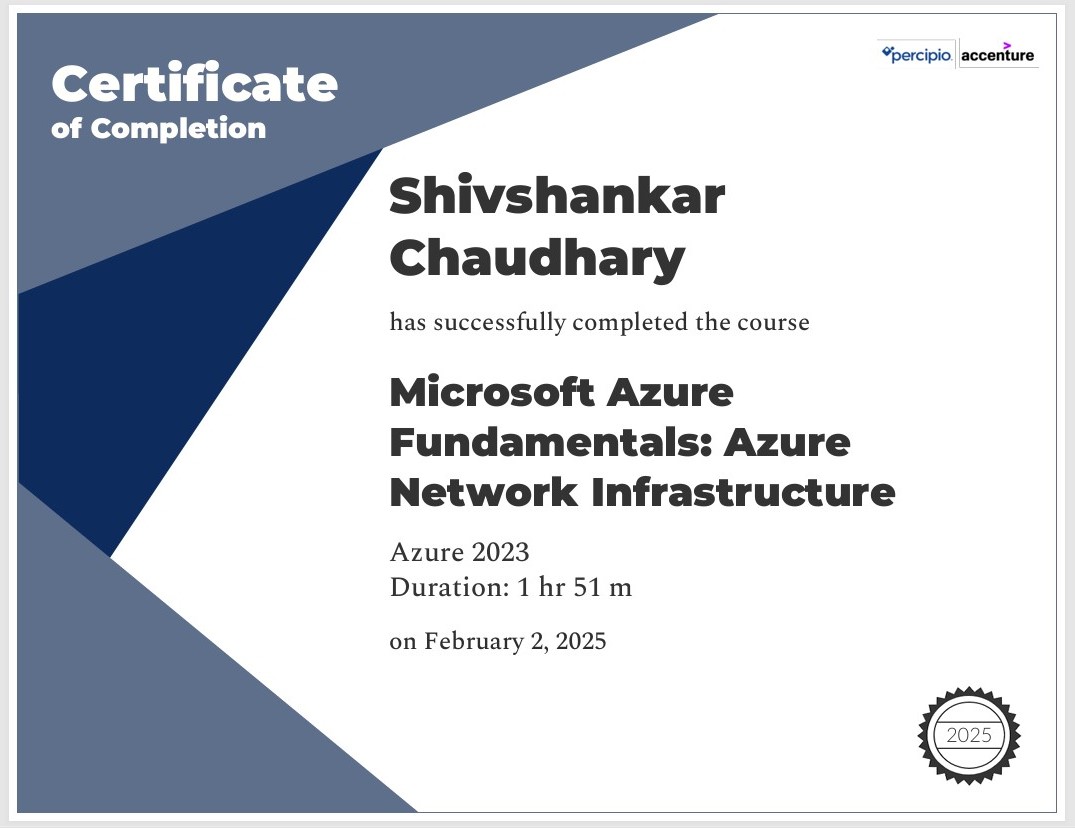 Certificate
of Completion
percipio. accenture
Shivshankar
Chaudhary
has successfully completed the course
Microsoft Azure
Fundamentals: Azure
Network Infrastructure
Azure 2023
Duration: 1 hr 51 m
on February 2, 2025
2025